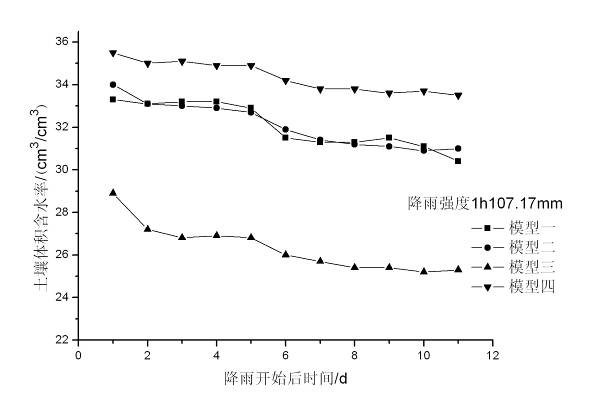 36
34
32
30
28
26
24
22
土壤体积含水率/(cm³/cm³)
降雨强度1h107.17mm
模型一
模型二
模型三
模型四
0 2 4 6 8 10 12
降雨开始后时间/d